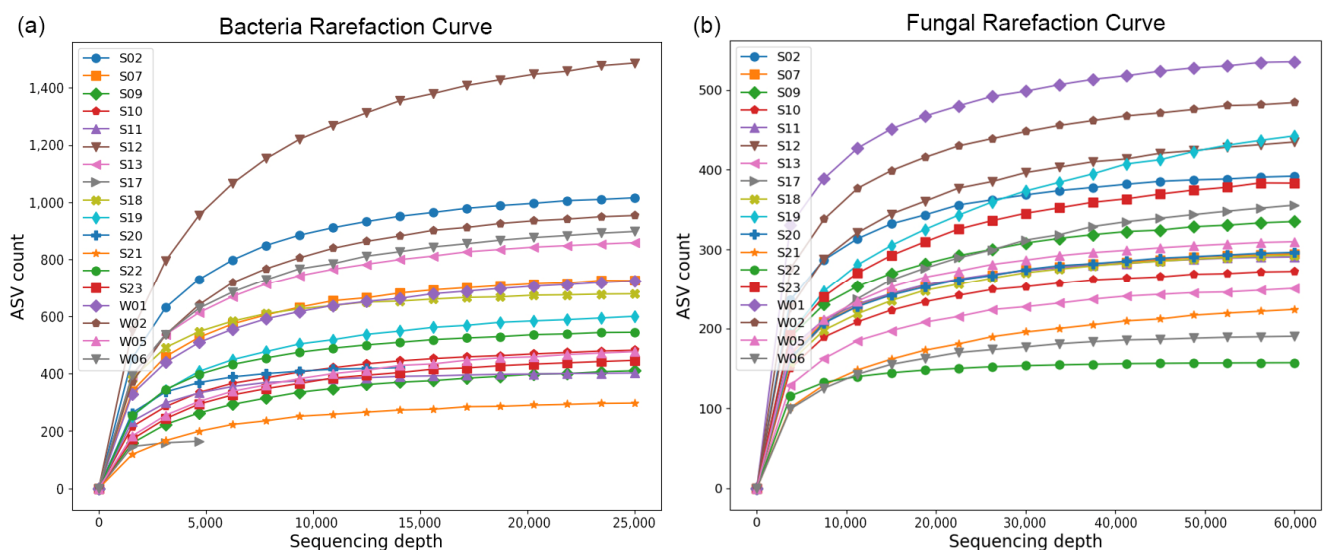 (a)
Bacteria Rarefaction Curve
ASV count
1,400
1,200
1,000
800
600
400
200
0
S02
S07
S09
S10
S11
S12
S13
S17
S18
S19
S20
S21
S22
S23
W01
W02
W05
W06
0 5,000 10,000 15,000 20,000 25,000
Sequencing depth
(b)
Fungal Rarefaction Curve
ASV count
500
400
300
200
100
0
S02
S07
S09
S10
S11
S12
S13
S17
S18
S19
S20
S21
S22
S23
W01
W02
W05
W06
0 10,000 20,000 30,000 40,000 50,000 60,000
Sequencing depth